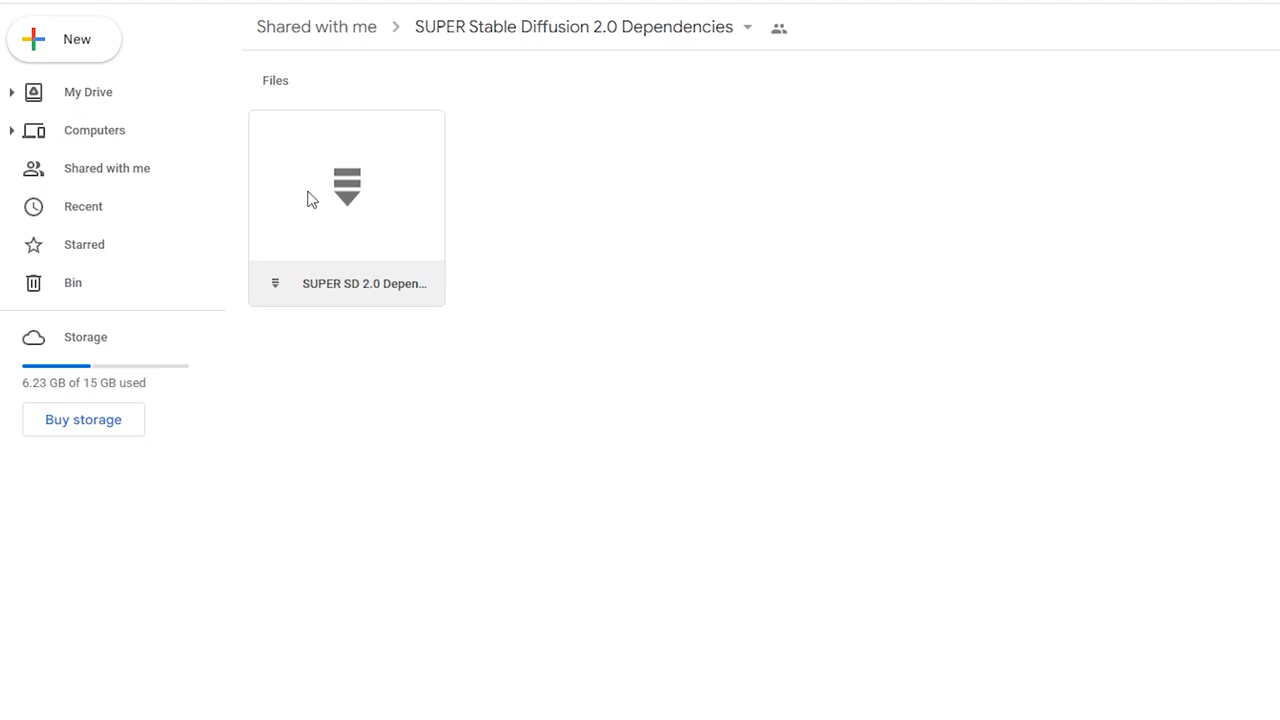 New
My Drive
Computers
Shared with me
Recent
Starred
Bin
Storage
6.23 GB of 15 GB used
Buy storage
Shared with me > SUPER Stable Diffusion 2.0 Dependencies
Files
SUPER SD 2.0 Depen...